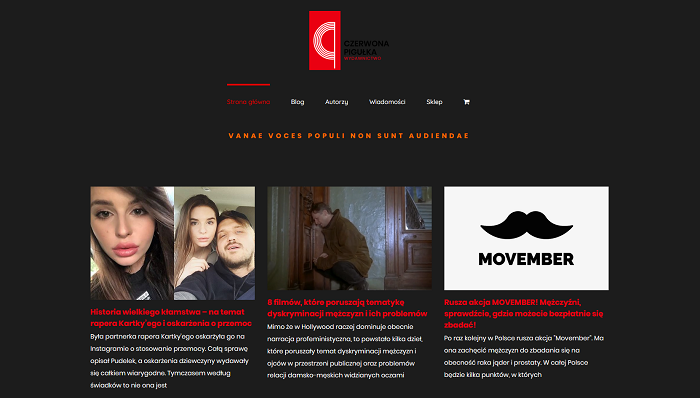 CZERWONA
PIGUŁKA
WYDAWNICTWO
Strona główna Blog Autorzy Wiadomości Sklep
VANAE VOCES POPULI NON SUNT AUDIENDAE
MOVEMBER
Historia wielkiego kłamstwa – na temat
rapera Kartky'ego i oskarżenia o przemoc
Była partnerka rapera Kartky'ego oskarżyła go na
Instagramie o stosowanie przemocy. Całą sprawę
opisał Pudelek, a oskarżenia dziewczyny wydawały
się całkiem wiarygodne. Tymczasem według
świadków to nie ona jest
8 filmów, które poruszają tematykę
dyskryminacji mężczyzn i ich problemów
Mimo że w Hollywood raczej dominuje obecnie
narracja profeministyczna, to powstało kilka dzieł,
które poruszały temat dyskryminacji mężczyzn i
ojców w przestrzeni publicznej oraz problemów
relacji damsko-męskich widzianych oczami
Rusza akcja MOVEMBER! Mężczyźni,
sprawdźcie, gdzie możecie bezpłatnie się
zbadać!
Po raz kolejny w Polsce rusza akcja "Movember". Ma
ona zachęcić mężczyzn do zbadania się na
obecność raka jąder i prostaty. W całej Polsce
będzie kilka punktów, w których